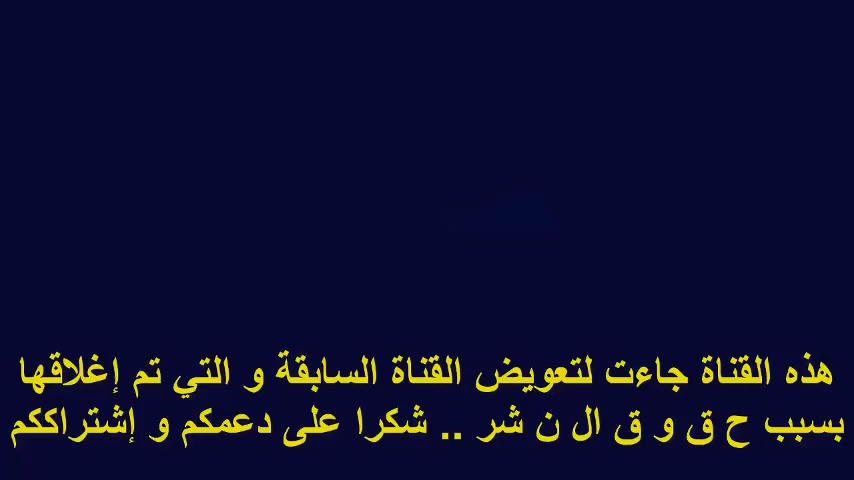 هذه القناة جاءت لتعويض القناة السابقة و التي تم إغلاقها
بسبب ح ق و ق ال ن شر .. شكرا على دعمكم و إشتراككم